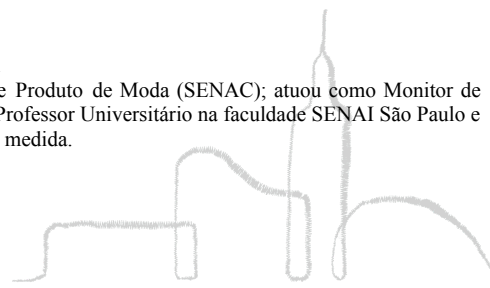 e Produto de Moda (SENAC); atuou como Monitor de
Professor Universitário na faculdade SENAI São Paulo e
medida.